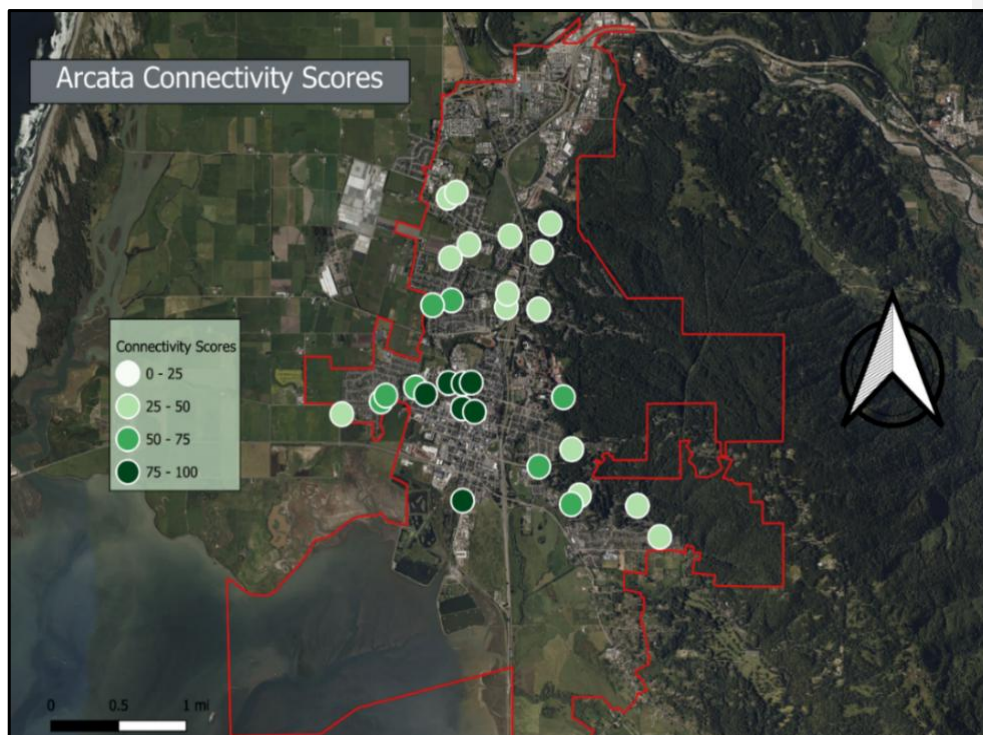 Arcata Connectivity Scores
Connectivity Scores
0 - 25
25 - 50
50 - 75
75 - 100
0 0.5 1 mi